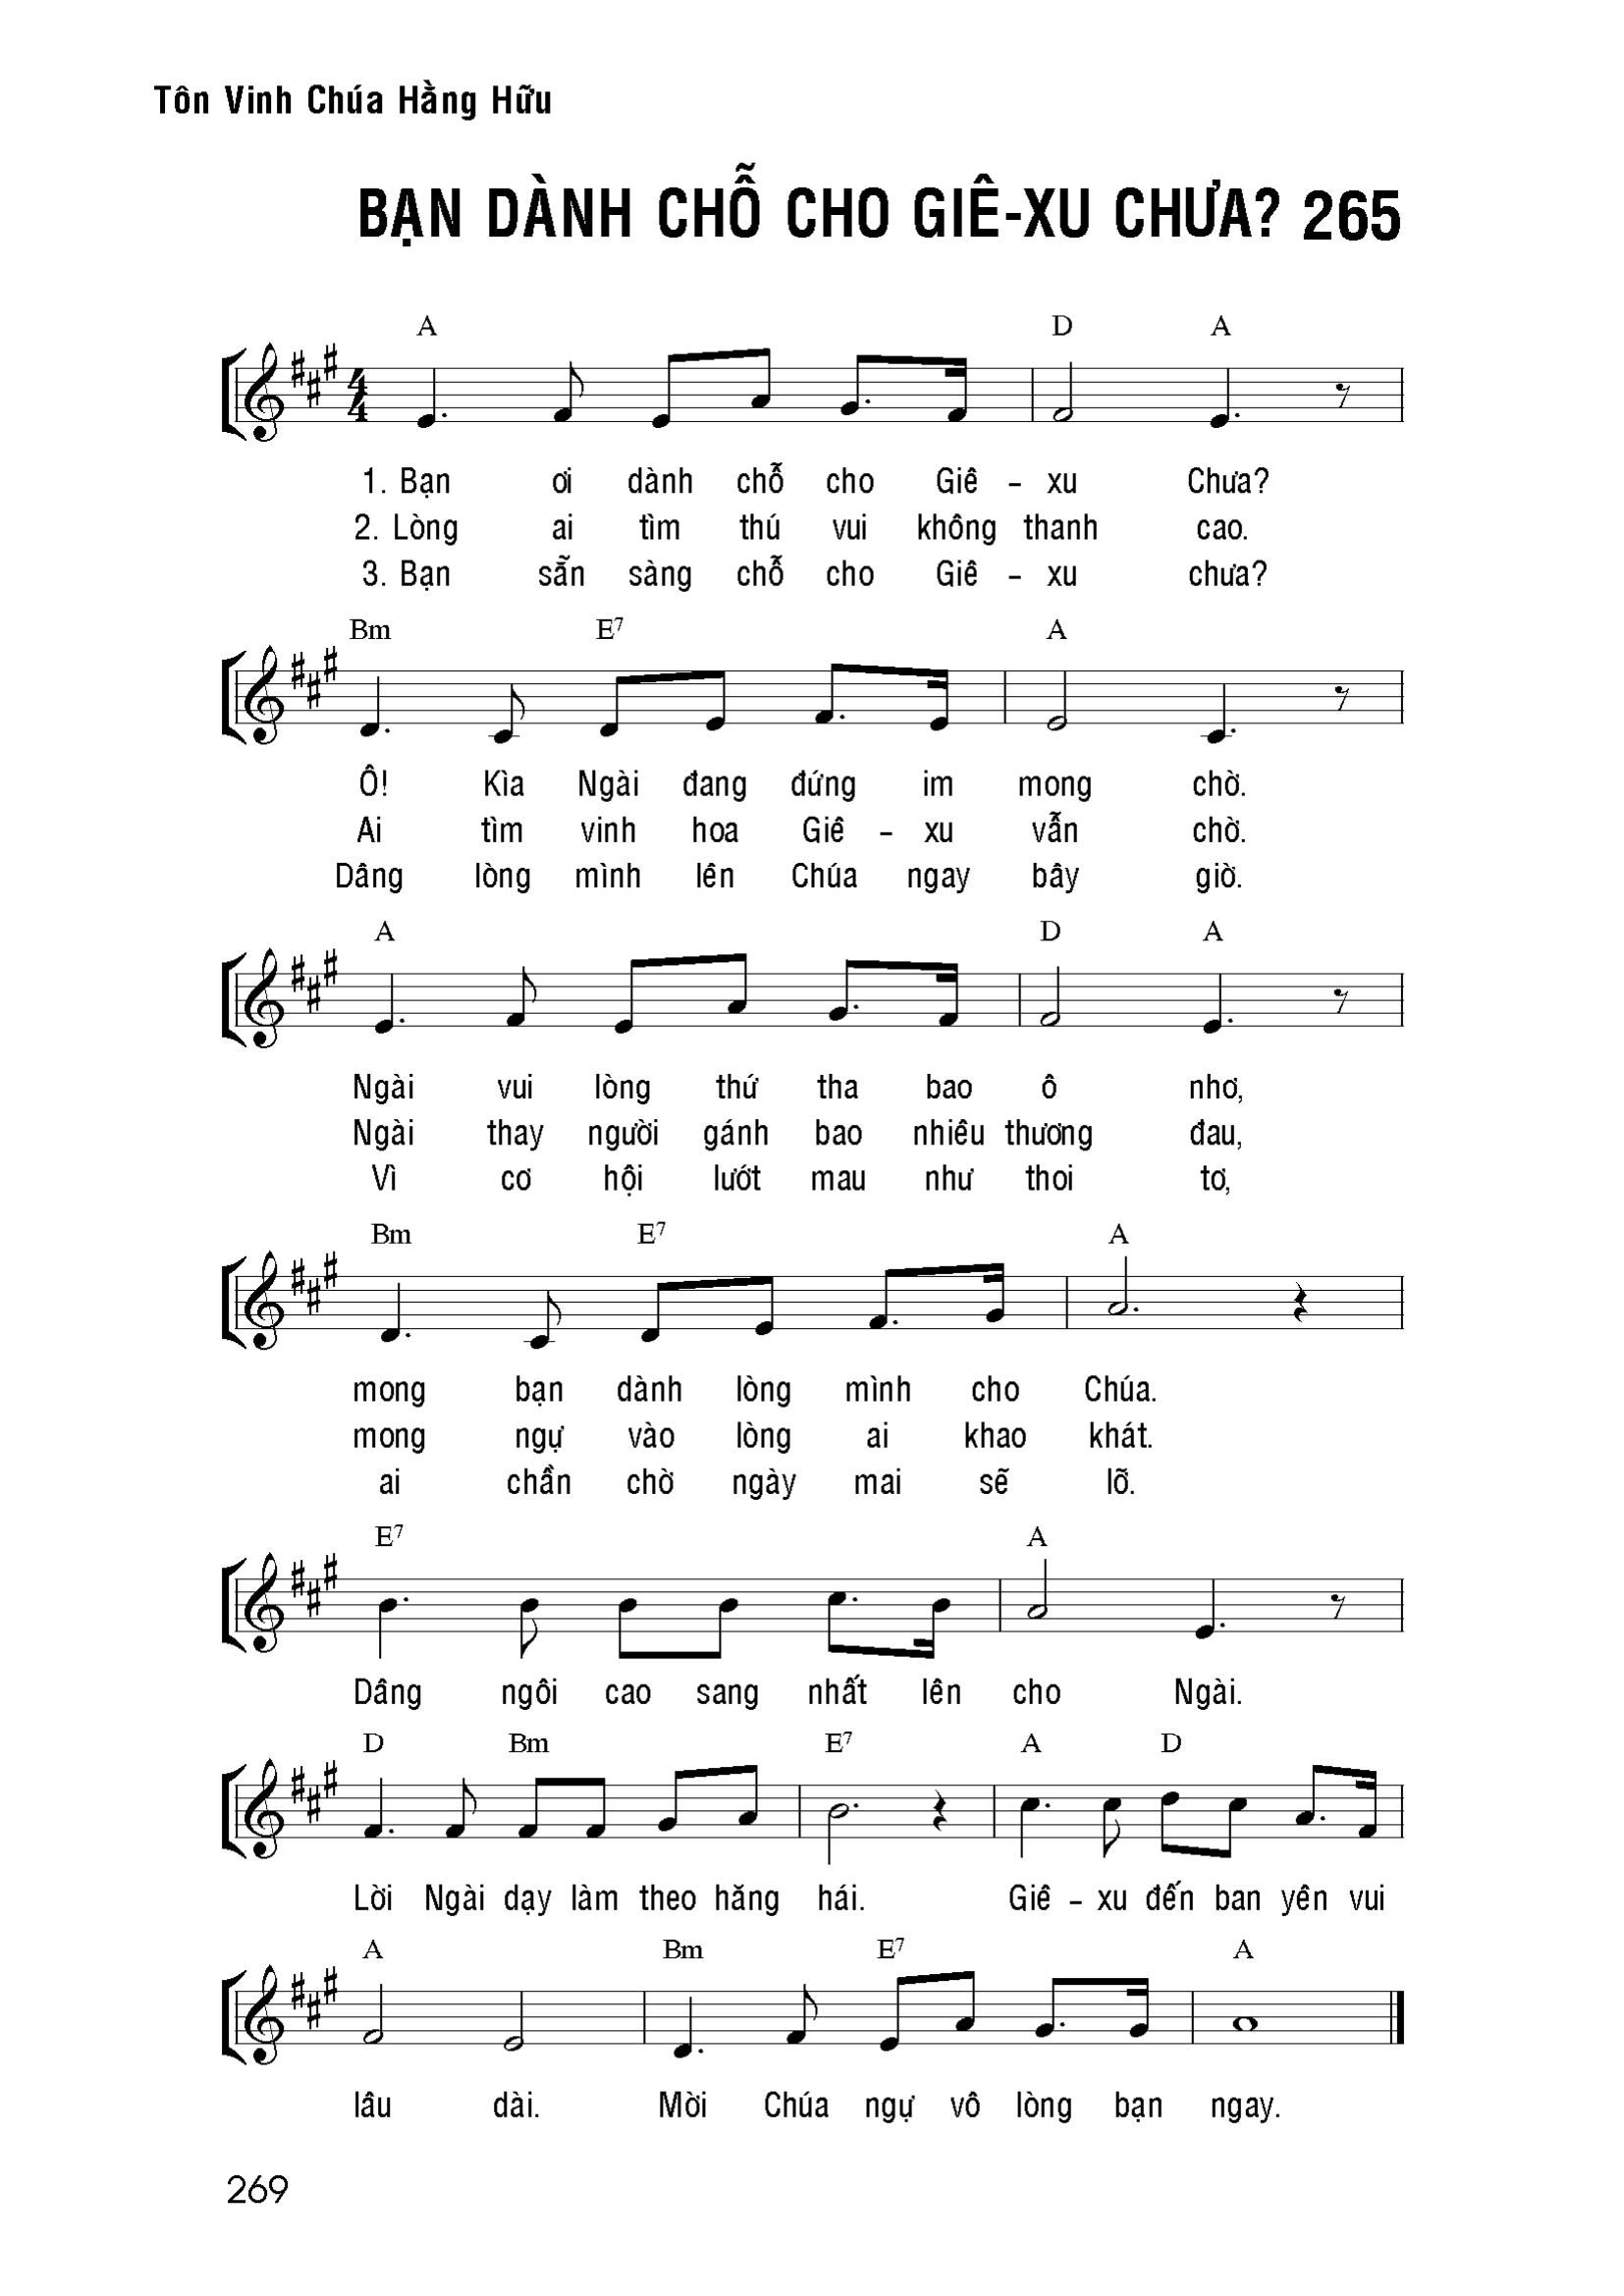 Tôn Vinh Chúa Hằng Hữu
BẠN DÀNH CHỖ CHO GIÊ-XU CHƯA? 265
A D A
1. Bạn ơi dành chỗ cho Giê - xu Chưa?
2. Lòng ai tìm thú vui không thanh cao.
3. Bạn sẵn sàng chỗ cho Giê - xu chưa?
Bm E7 A
Ô! Kìa Ngài đang đứng im mong chờ.
Ai tìm vinh hoa Giê - xu vẫn chờ.
Dâng lòng mình lên Chúa ngay bây giờ.
A D A
Ngài vui lòng thứ tha bao ô nhơ,
Ngài thay người gánh bao nhiêu thương đau,
Vì cơ hội lướt mau như thoi tơ,
Bm E7 A
mong bạn dành lòng mình cho Chúa.
mong ngự vào lòng ai khao khát.
ai chần chờ ngày mai sẽ lỡ.
E7 A
Dâng ngôi cao sang nhất lên cho Ngài.
D Bm E7 A D
Lời Ngài dạy làm theo hăng hái. Giê - xu đến ban yên vui
A Bm E7 A
lâu dài. Mời Chúa ngự vô lòng bạn ngay.
269